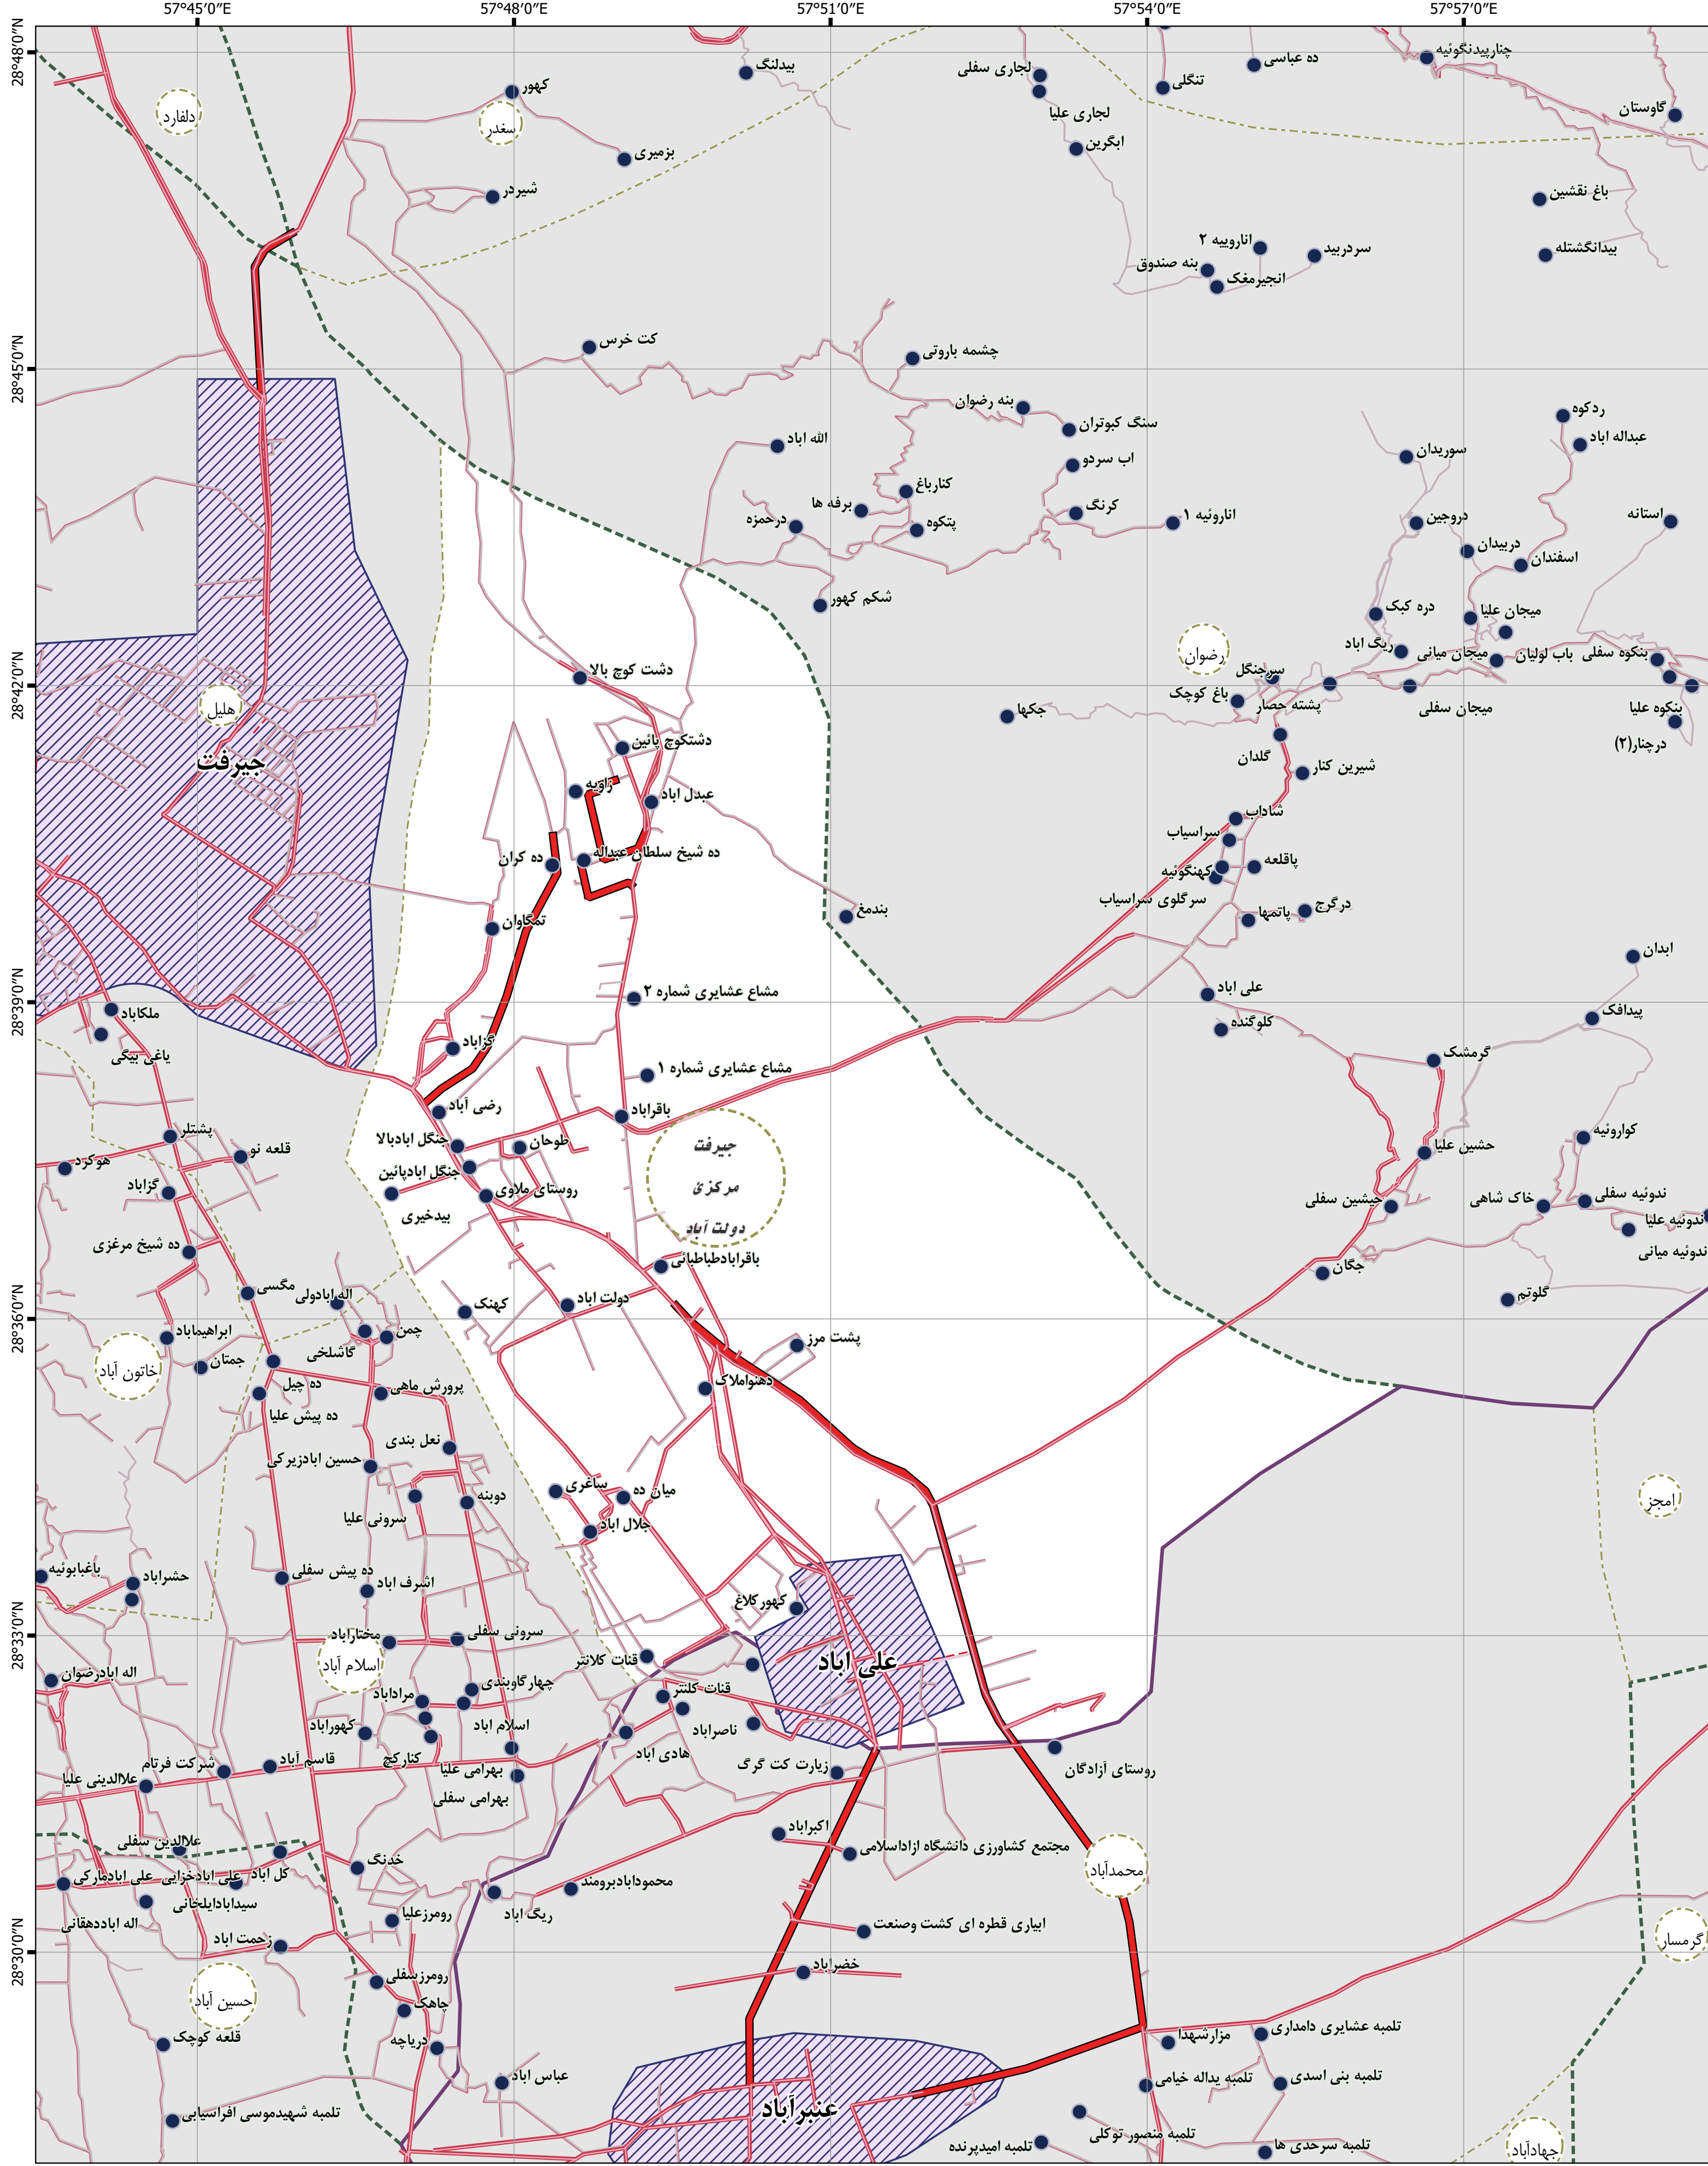 57°45'0"E
57°48'0"E
57°51'0"E
57°54'0"E
57°57'0"E
28°48'0"N
28°45'0"N
28°42'0"N
28°39'0"N
28°36'0"N
28°33'0"N
28°30'0"N
چنارپیدنگوئیه
ده عباسی
بیدلنگ
لجاری سفلی
تنگلی
کهور
گاوستان
دلفارد
لجاری علیا
سغدر
ابگرین
بزمیری
شیردر
باغ نقشین
اناروییه ۲
سردربید
بیدانگشتله
بنه صندوق
انجیرمغک
کت خرس
چشمه باروتی
بنه رضوان
ردکوه
سنگ کبوتران
الله اباد
عبداله اباد
سوریدان
اب سردو
کنارباغ
برفه ها
کرنگ
اناروئیه ۱
استانه
درحمزه
پتکوه
دروجین
دربیدان
اسفندان
شکم کهور
دره کبک
میجان علیا
ریگ اباد
رضوان
میجان میانی
باب لولیان
بنکوه سفلی
دشت کوچ بالا
سرجنگل
باغ کوچک
پشته حصار
میجان سفلی
بنکوه علیا
هلیل
جکها
درچنار(۲)
دشتکوچ پائین
جیرفت
گلدان
شیرین کنار
زاویه
عبدل اباد
شاداب
سراسیاب
ده شیخ سلطان عبداله
ده کران
پاقلعه
کهنگوئیه
سرگلوی سراسیاب
درگرج
پاتمها
بندمغ
تمگاوان
ابدان
مشاع عشایری شماره ۲
علی اباد
ملکاباد
پیدافک
کلوگنده
یاغی بیگی
گزاباد
گرمشک
مشاع عشایری شماره ۱
رضی آباد
باقراباد
پشتلر
جنگل ابادبالا
طوحان
کواروئیه
قلعه نو
جیرفت
حشین علیا
هوکرد
جنگل ابادپائین
مرکزی
گزاباد
روستای ملاوی
جیشین سفلی
خاک شاهی
ندوئیه سفلی
بیدخیری
دولت آباد
ندوئیه علیا
ده شیخ مرغزی
باقرابادطباطبائی
ندوئیه میانی
جگان
مگسی
اله ابادولی
کهنک
دولت اباد
گلوتم
ابراهیماباد
چمن
گاشلخی
پشت مرز
جمتان
خاتون آباد
ده چیل
پرورش ماهی
دهنواملاک
ده پیش علیا
نعل بندی
حسین ابادزیرکی
ساغری
میان ده
دوبنه
امجز
سرونی علیا
جلال اباد
باغبابوئیه
حشراباد
ده پیش سفلی
اشرف اباد
کهورکلاغ
مختاراباد
سرونی سفلی
اسلام آباد
قنات کلانتر
علی اباد
اله ابادرضوان
چهارگاوبندی
مراداباد
قنات کلنتر
کهوراباد
اسلام اباد
ناصراباد
هادی اباد
شرکت فرتام
قاسم آباد
کنارکج
بهرامی علیا
زیارت کت گرگ
روستای آزادگان
علاالدینی علیا
بهرامی سفلی
علاالدین سفلی
اکبراباد
مجتمع کشاورزی دانشگاه ازاداسلامی
خدنگ
محمدآباد
علی ابادمارکی
علی ابادخزایی
کل اباد
محمودابادبرومند
سیدابادایلخانی
ریگ اباد
رومرزعلیا
اله اباددهقانی
ابیاری قطره ای کشت وصنعت
زحمت اباد
گرمسار
خضراباد
رومرزسفلی
حسین آباد
چاهک
قلعه کوچک
دریاچه
مزارشهدا
تلمبه عشایری دامداری
عباس اباد
تلمبه یداله خیامی
تلمبه بنی اسدی
تلمبه شهیدموسی افراسیابی
عنبرآباد
تلمبه منصور توکلی
تلمبه امیدپرنده
تلمبه سرحدی ها
جهادآباد